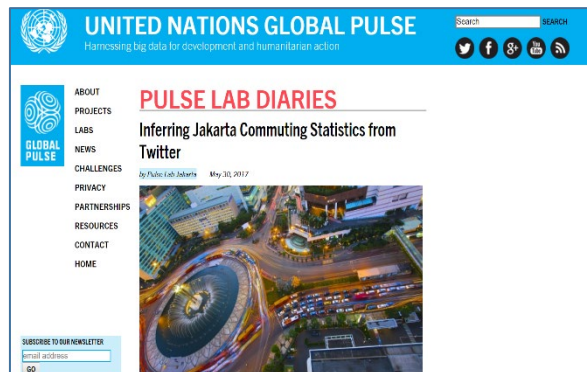 UNITED NATIONS GLOBAL PULSE
Harnessing big data for development and humanitarian action
Search
SEARCH
You
Tube
GLOBAL
PULSE
ABOUT
PROJECTS
LABS
NEWS
CHALLENGES
PRIVACY
PARTNERSHIPS
RESOURCES
CONTACT
HOME
PULSE LAB DIARIES
Inferring Jakarta Commuting Statistics from
Twitter
by Pulse Lab Jakarta May 30, 2017
SUBSCRIBE TO OUR NEWSLETTER
email address
GO